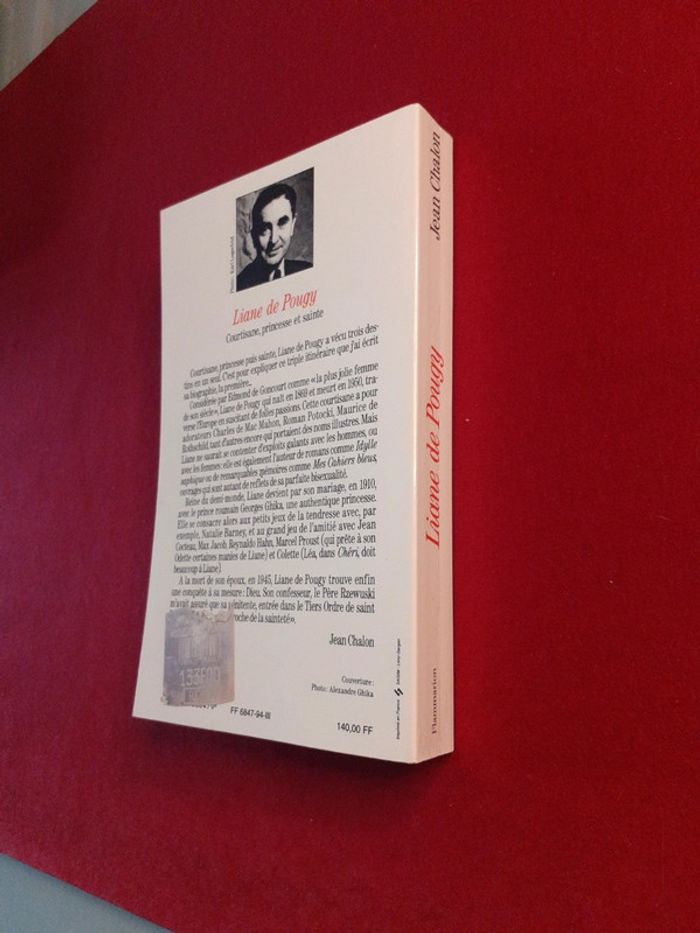 Photo: Karl Lagerfeld
Liane de Pougy
Courtisane, princesse et sainte
Courtisane, princesse puis sainte, Liane de Pougy a vécu trois des-
tins en un seul. C'est pour expliquer ce triple itinéraire que j'ai écrit
sa biographie, la première...
Considérée par Edmond de Goncourt comme «la plus jolie femme
de son siècle», Liane de Pougy qui naît en 1869 et meurt en 1950, tra-
verse l'Europe en suscitant de folles passions. Cette courtisane a pour
adorateurs Charles de Mac Mahon, Roman Potocki, Maurice de
Rothschild, tant d'autres encore qui portaient des noms illustres. Mais
Liane ne saurait se contenter d'exploits galants avec les hommes, ou
avec les femmes: elle est également l'auteur de romans comme Idylle
saphique ou de remarquables mémoires comme Mes Cahiers bleus,
ouvrages qui sont autant de reflets de sa parfaite bisexualité.
Reine du demi-monde, Liane devient par son mariage, en 1910,
avec le prince roumain Georges Ghika, une authentique princesse.
Elle se consacre alors aux petits jeux de la tendresse avec, par
exemple, Natalie Barney, et au grand jeu de l'amitié avec Jean
Cocteau, Max Jacob, Reynaldo Hahn, Marcel Proust (qui prête à son
Odette certaines manies de Liane) et Colette (Léa, dans Chéri, doit
beaucoup à Liane).
A la mort de son époux, en 1945, Liane de Pougy trouve enfin
une conquête à sa mesure: Dieu. Son confesseur, le Père Rzewuski
m'avait assuré que sa pénitente, entrée dans le Tiers Ordre de saint
roche de la sainteté».
Jean Chalon
Couverture:
Photo: Alexandre Ghika
FF 6847-94-III
140,00 FF
Imprimé en France
Jean Chalon
Liane de Pougy
Flammarion